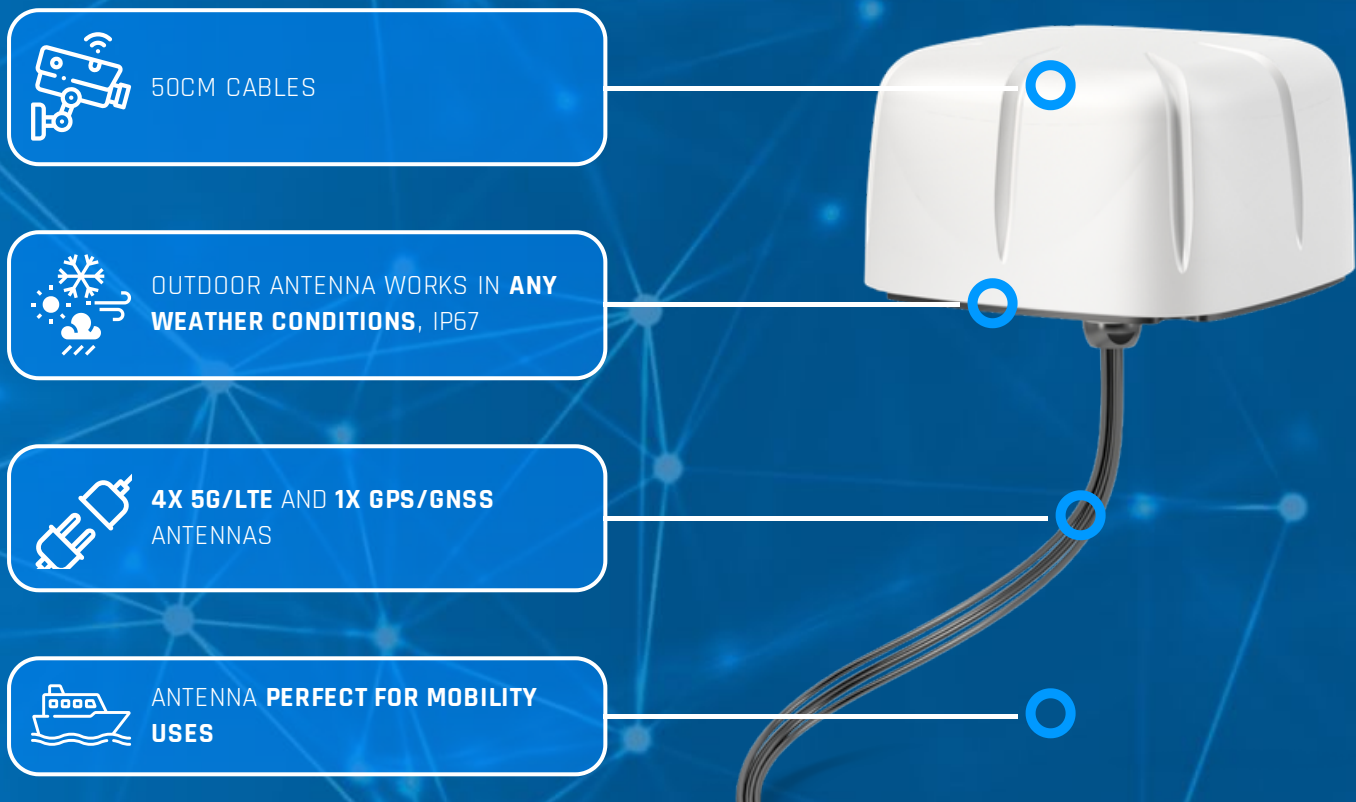 50CM CABLES
OUTDOOR ANTENNA WORKS IN ANY
WEATHER CONDITIONS, IP67
4X 5G/LTE AND 1X GPS/GNSS
ANTENNAS
ANTENNA PERFECT FOR MOBILITY
USES